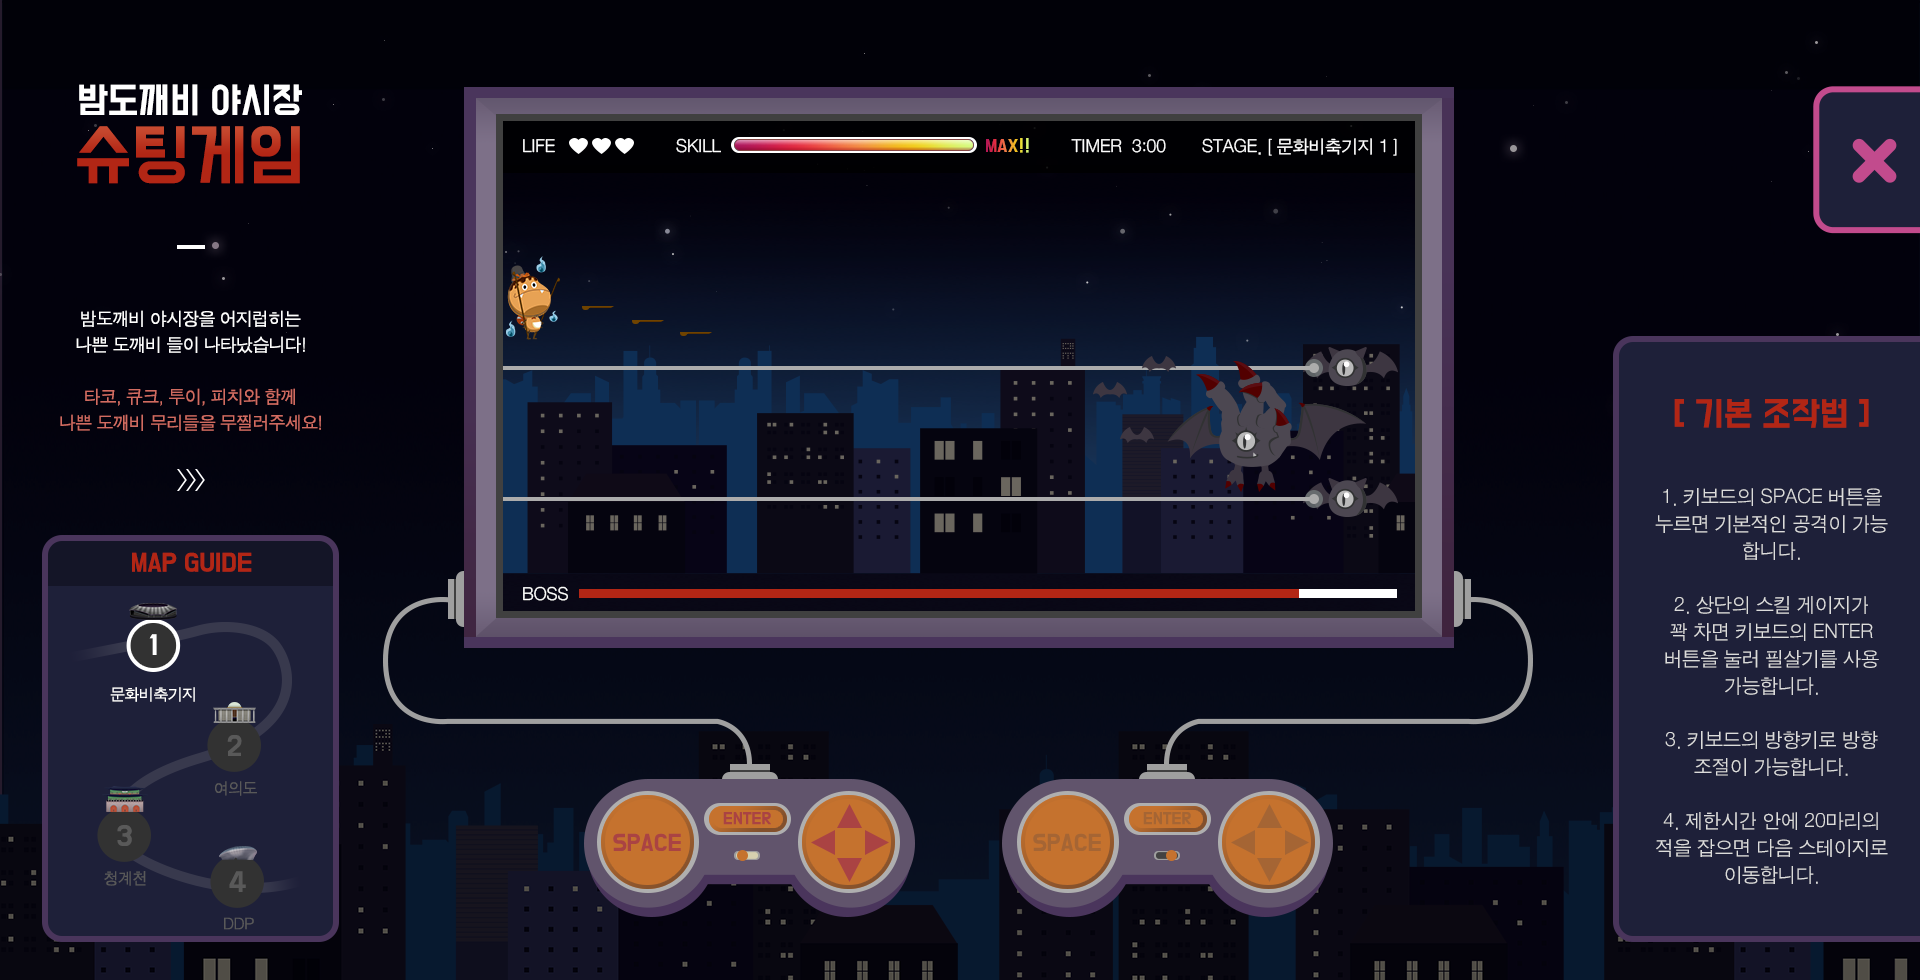 밤도깨비 야시장
슈팅게임
밤도깨비 야시장을 어지럽히는
나쁜 도깨비 들이 나타났습니다!
타코, 큐크, 투이, 피치와 함께
나쁜 도깨비 무리들을 무찔러주세요!
MAP GUIDE
1
문화비축기지
2
여의도
3
청계천
4
DDP
LIFE SKILL MAX!! TIMER 3:00 STAGE. [ 문화비축기지 1 ]
BOSS
SPACE ENTER
SPACE ENTER
[ 기본 조작법 ]
1. 키보드의 SPACE 버튼을
누르면 기본적인 공격이 가능
합니다.
2. 상단의 스킬 게이지가
꽉 차면 키보드의 ENTER
버튼을 눌러 필살기를 사용
가능합니다.
3. 키보드의 방향키로 방향
조절이 가능합니다.
4. 제한시간 안에 20마리의
적을 잡으면 다음 스테이지로
이동합니다.